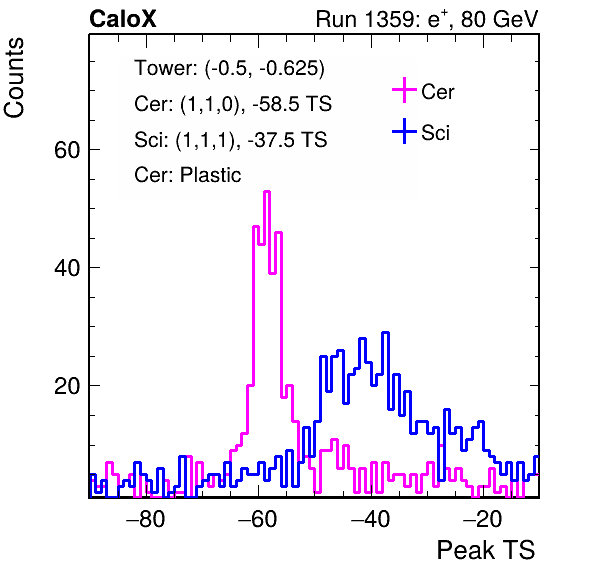 CaloX Run 1359: e+, 80 GeV
Counts
Tower: (-0.5, -0.625)
Cer: (1,1,0), -58.5 TS
Sci: (1,1,1), -37.5 TS
Cer: Plastic
Cer
Sci
60
40
20
−80 −60 −40 −20
Peak TS